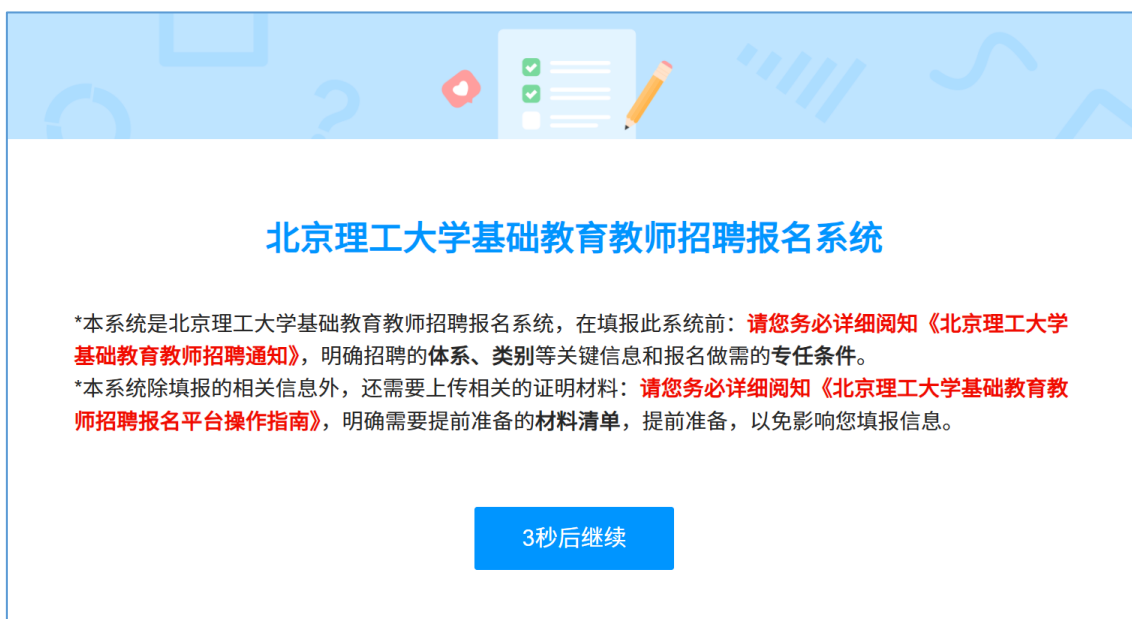 北京理工大学基础教育教师招聘报名系统
*本系统是北京理工大学基础教育教师招聘报名系统，在填报此系统前：请您务必详细阅知《北京理工大学
基础教育教师招聘通知》，明确招聘的体系、类别等关键信息和报名做需的专任条件。
*本系统除填报的相关信息外，还需要上传相关的证明材料：请您务必详细阅知《北京理工大学基础教育教
师招聘报名平台操作指南》，明确需要提前准备的材料清单，提前准备，以免影响您填报信息。
3秒后继续